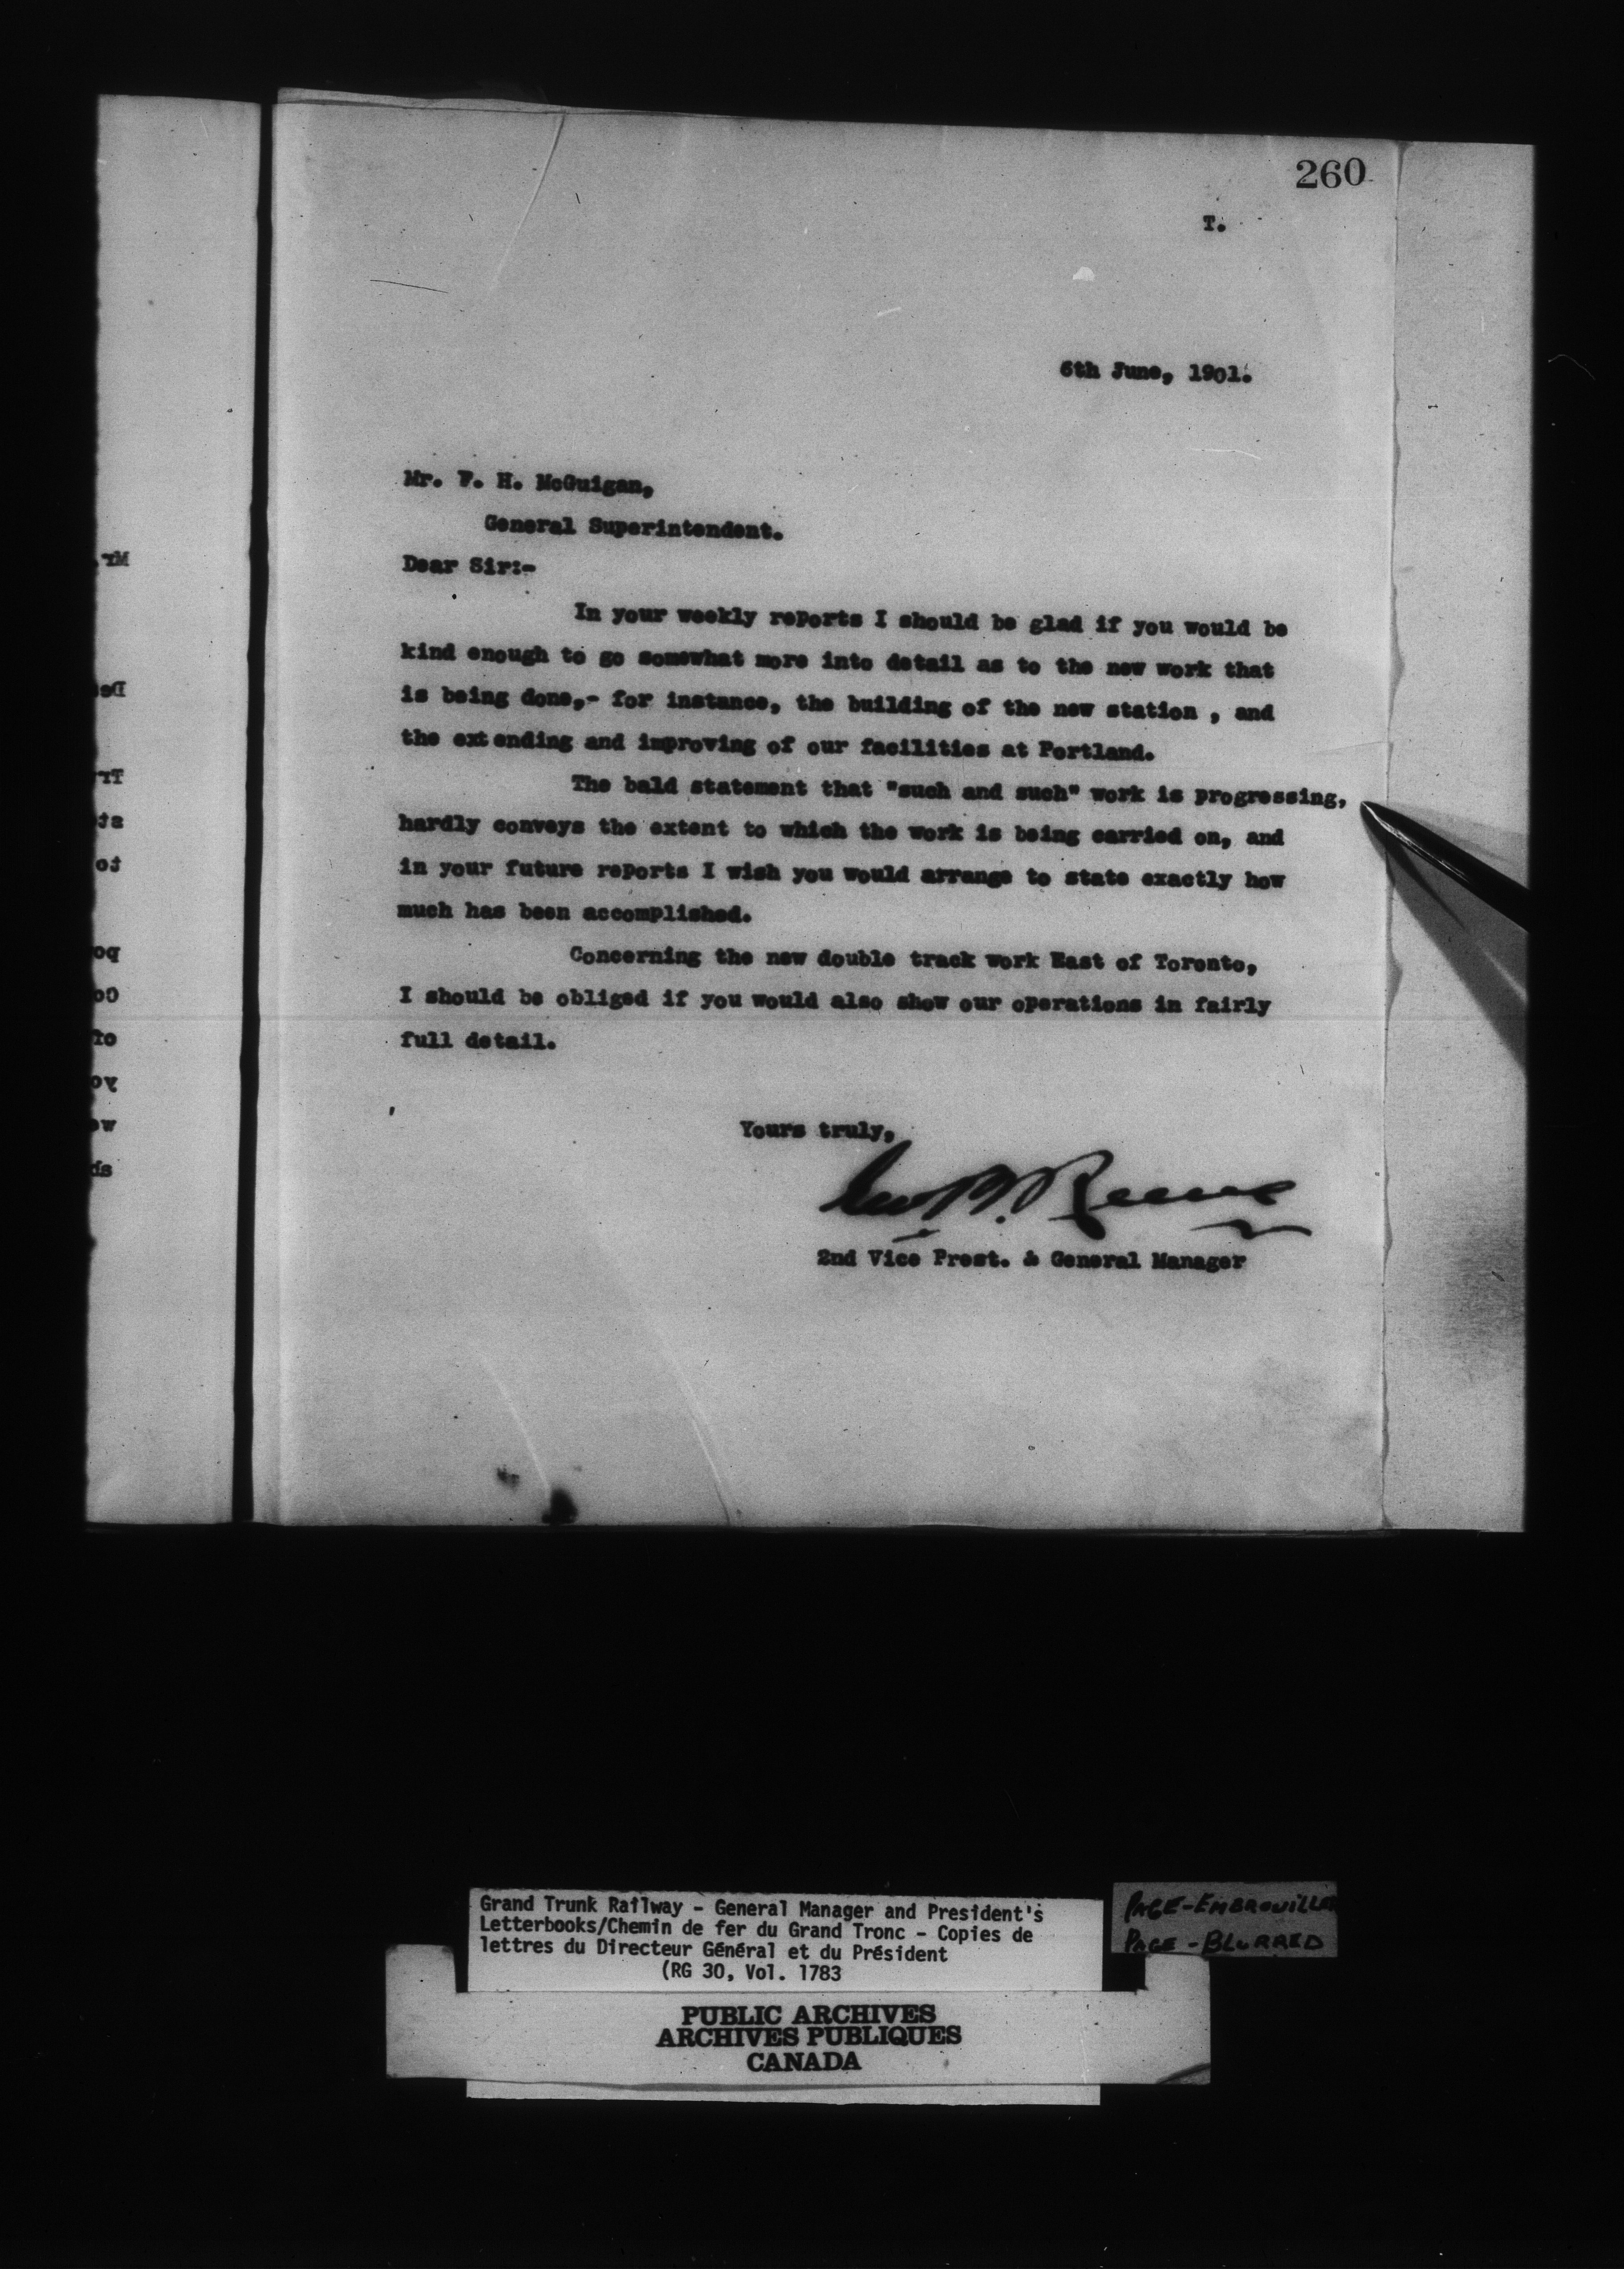 260
T.
6th June, 1901.
Mr. F. H. McGuigan,
General Superintendent.
Dear Sir:-
In your weekly reports I should be glad if you would be
kind enough to go somewhat more into detail as to the new work that
is being done,- for instance, the building of the new station , and
the extending and improving of our facilities at Portland.
The bald statement that "such and such" work is progressing,
hardly conveys the extent to which the work is being carried on, and
in your future reports I wish you would arrange to state exactly how
much has been accomplished.
Concerning the new double track work East of Toronto,
I should be obliged if you would also show our operations in fairly
full detail.
Yours truly,
Geo. B. Reeve
2nd Vice Prest. & General Manager
Grand Trunk Railway - General Manager and President's
Letterbooks/Chemin de fer du Grand Tronc - Copies de
lettres du Directeur Général et du Président
(RG 30, Vol. 1783
PAGE-EMBROUILLE
PAGE-BLURRED
PUBLIC ARCHIVES
ARCHIVES PUBLIQUES
CANADA